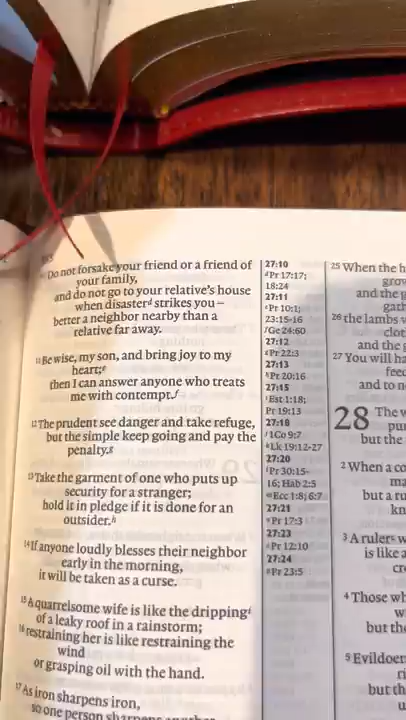 10 Do not forsake your friend or a friend of
your family,
and do not go to your relative's house
when disaster d strikes you—
better a neighbor nearby than a
relative far away.
11 Be wise, my son, and bring joy to my
heart; e
then I can answer anyone who treats
me with contempt. f
12 The prudent see danger and take refuge,
but the simple keep going and pay the
penalty. g
13 Take the garment of one who puts up
security for a stranger;
hold it in pledge if it is done for an
outsider. h
14 If anyone loudly blesses their neighbor
early in the morning,
it will be taken as a curse.
15 A quarrelsome wife is like the dripping i
of a leaky roof in a rainstorm;
16 restraining her is like restraining the
wind
or grasping oil with the hand.
17 As iron sharpens iron,
so one person sharpens another
27:10
d Pr 17:17;
18:24
27:11
e Pr 10:1;
23:15-16
f Ge 24:60
27:12
g Pr 22:3
27:13
h Pr 20:16
27:15
i Est 1:18;
Pr 19:13
27:18
j 1Co 9:7
k Lk 19:12-27
27:20
l Pr 30:15-
16; Hab 2:5
m Ecc 1:8; 6:7
27:21
n Pr 17:3
27:23
o Pr 12:10
27:24
p Pr 23:5
25 When the h
grow
and the g
gath
26 the lambs w
clot
and the g
27 You will ha
feed
and to n
28 The w
pu
but the
2 When a co
ma
but a ru
kn
3 A ruler s w
is like a
cr
4 Those wh
w
but the
5 Evildoer
ri
but th
u